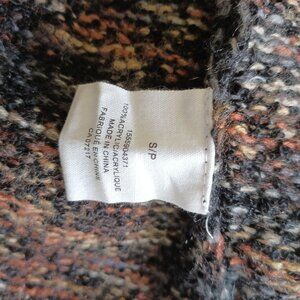 S/P
100%ACRYLIC/ACRYLIQUE
MADE IN CHINA
FABRIQUÉ EN CHINE